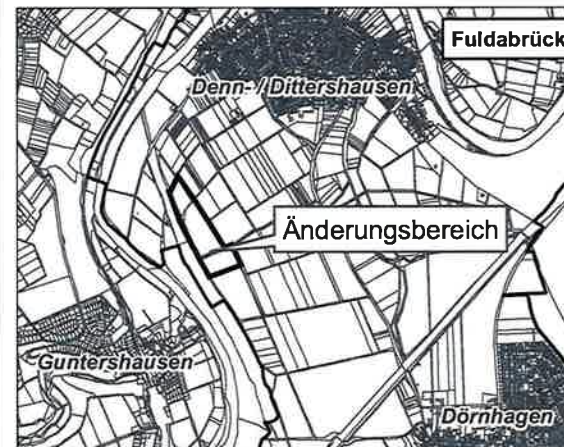 Fuldabrück
Denn- / Dittershausen
Änderungsbereich
Guntershausen
Dörnhagen